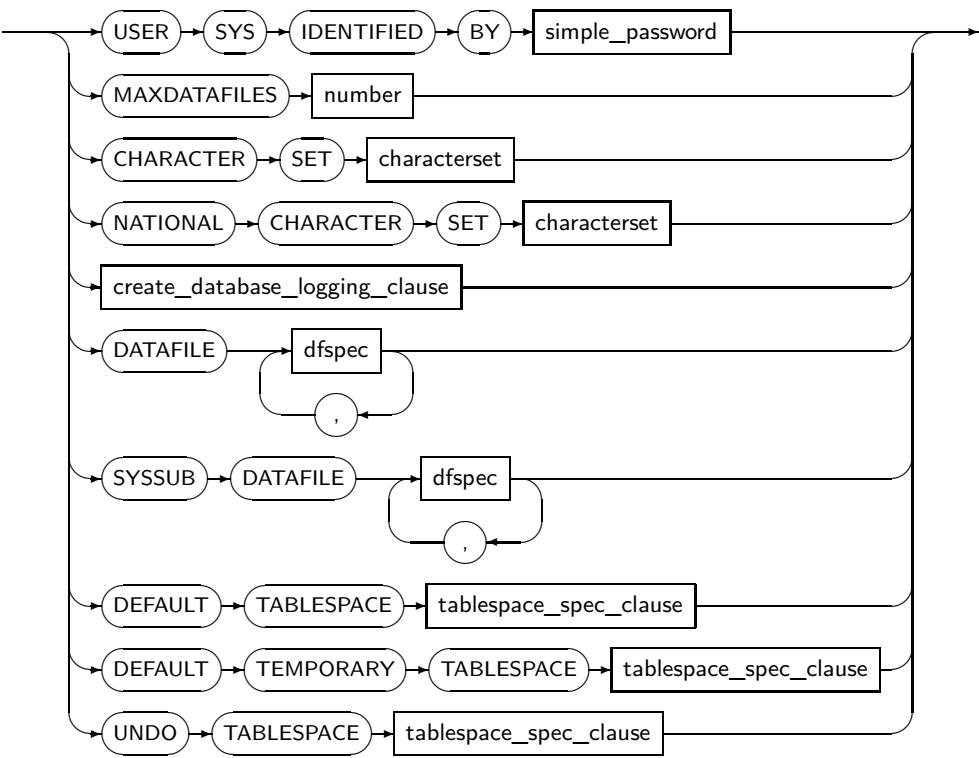 USER SYS IDENTIFIED BY simple_password
MAXDATAFILES number
CHARACTER SET characterset
NATIONAL CHARACTER SET characterset
create_database_logging_clause
DATAFILE dfspec
,
SYSSUB DATAFILE dfspec
,
DEFAULT TABLESPACE tablespace_spec_clause
DEFAULT TEMPORARY TABLESPACE tablespace_spec_clause
UNDO TABLESPACE tablespace_spec_clause